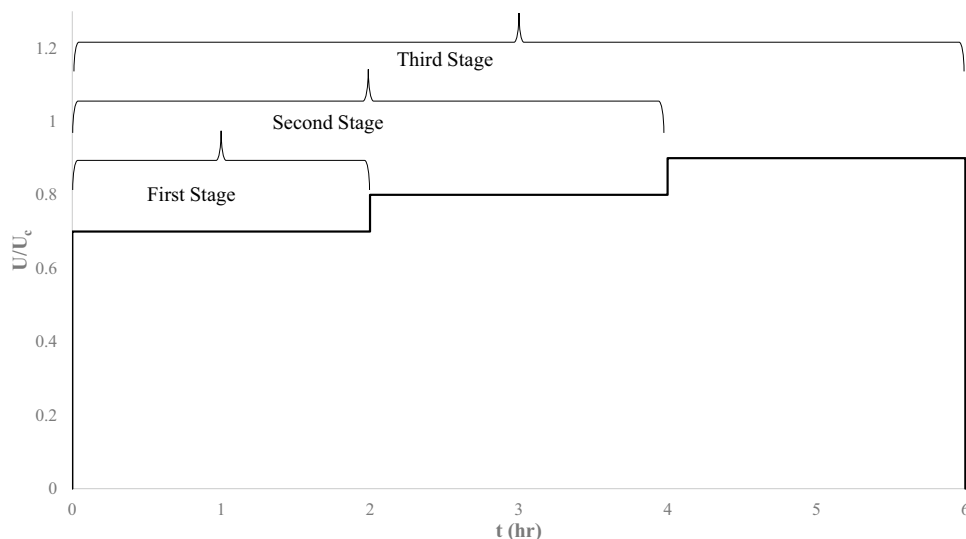 1.2
Third Stage
1
Second Stage
0.8
First Stage
U/Uc
0.6
0.4
0.2
0
0 1 2 3 4 5 6
t (hr)